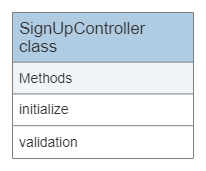 SignUpController
class
Methods
initialize
validation